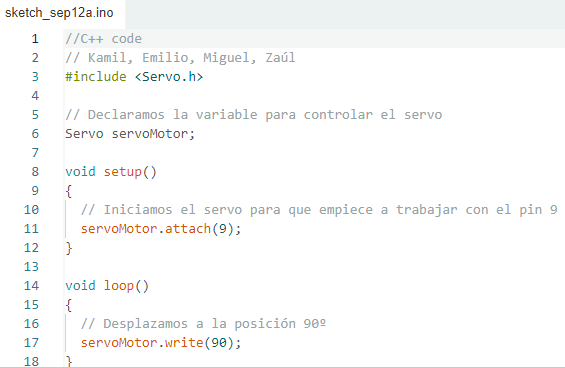 sketch_sep12a.ino
1 //C++ code
2 // Kamil, Emilio, Miguel, Zaúl
3 #include <Servo.h>
4
5 // Declaramos la variable para controlar el servo
6 Servo servoMotor;
7
8 void setup()
9 {
10 // Iniciamos el servo para que empiece a trabajar con el pin 9
11 servoMotor.attach(9);
12 }
13
14 void loop()
15 {
16 // Desplazamos a la posición 90º
17 servoMotor.write(90);
18 }